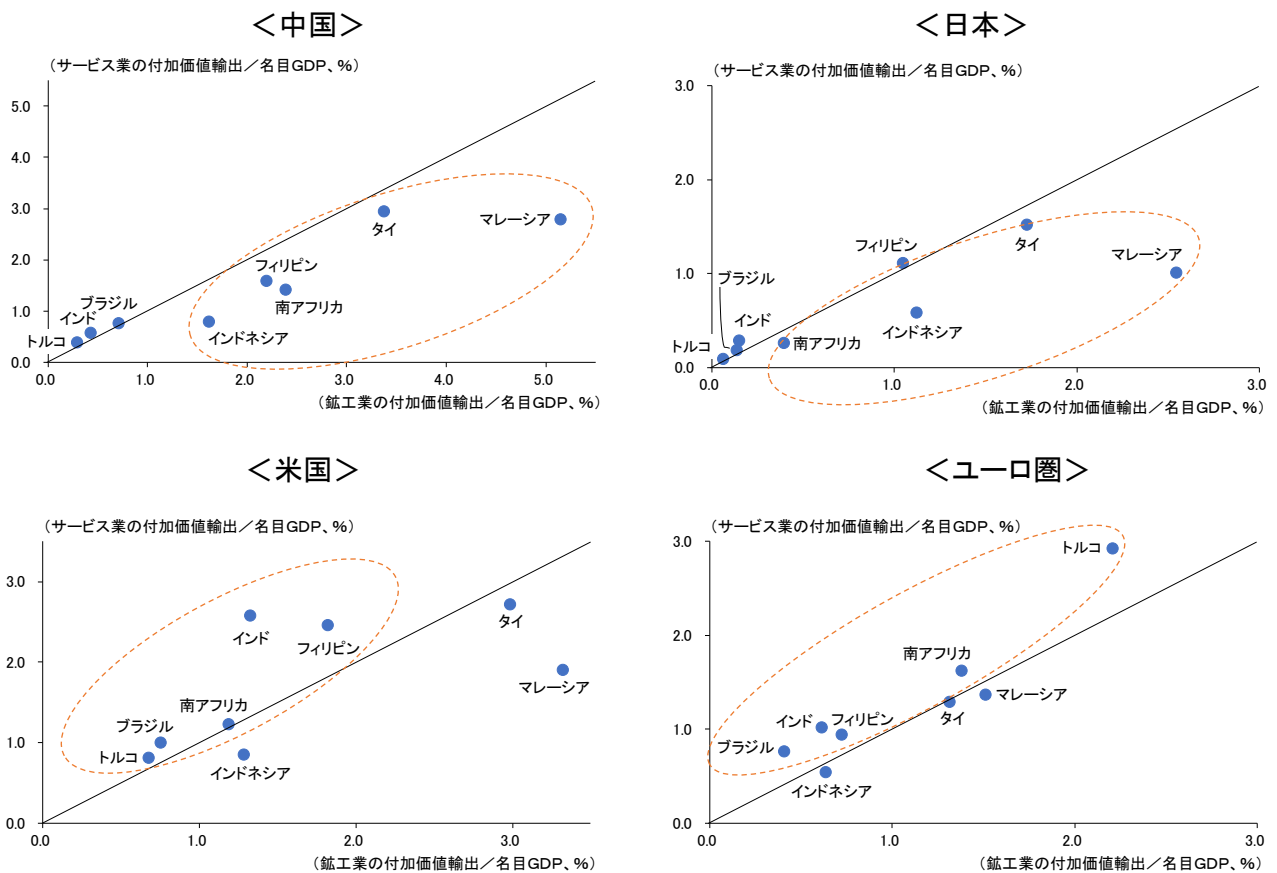 ＜中国＞
（サービス業の付加価値輸出／名目GDP、%）
5.0
4.0
3.0
2.0
1.0
0.0
マレーシア
タイ
フィリピン
南アフリカ
インドネシア
ブラジル
インド
トルコ
0.0 1.0 2.0 3.0 4.0 5.0
（鉱工業の付加価値輸出／名目GDP、%）
＜日本＞
（サービス業の付加価値輸出／名目GDP、%）
3.0
2.0
1.0
0.0
フィリピン
タイ
マレーシア
ブラジル
インド
インドネシア
トルコ
南アフリカ
0.0 1.0 2.0 3.0
（鉱工業の付加価値輸出／名目GDP、%）
＜米国＞
（サービス業の付加価値輸出／名目GDP、%）
3.0
2.0
1.0
0.0
インド
フィリピン
タイ
マレーシア
南アフリカ
ブラジル
トルコ
インドネシア
0.0 1.0 2.0 3.0
（鉱工業の付加価値輸出／名目GDP、%）
＜ユーロ圏＞
（サービス業の付加価値輸出／名目GDP、%）
3.0
2.0
1.0
0.0
トルコ
南アフリカ
マレーシア
タイ
インド
フィリピン
ブラジル
インドネシア
0.0 1.0 2.0 3.0
（鉱工業の付加価値輸出／名目GDP、%）